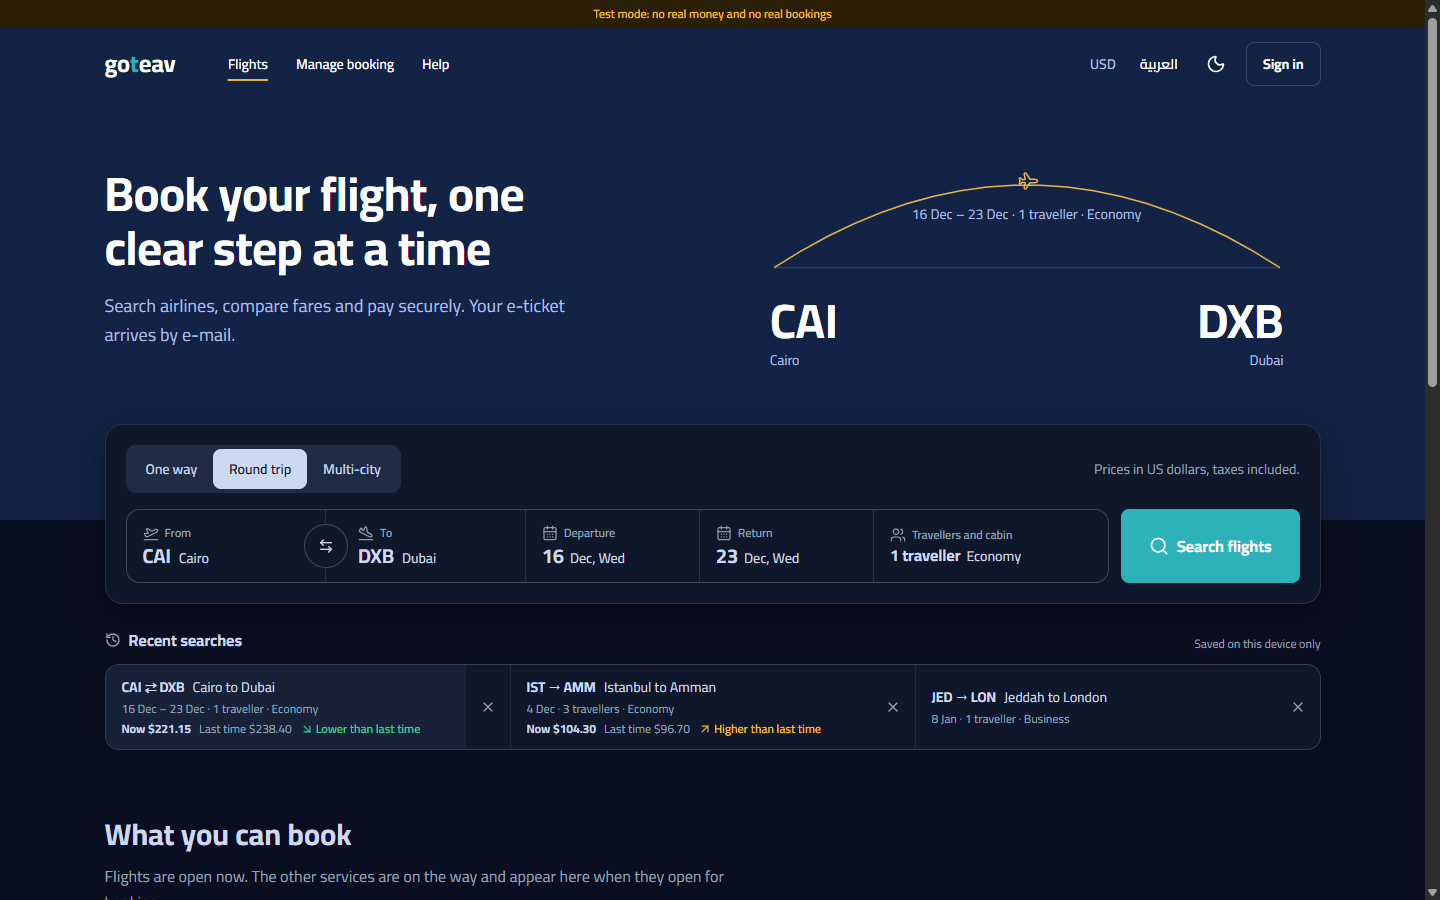 Test mode: no real money and no real bookings
goteav
Flights
Manage booking
Help
USD
العربية
Sign in
Book your flight, one
clear step at a time
Search airlines, compare fares and pay securely. Your e-ticket
arrives by e-mail.
16 Dec – 23 Dec · 1 traveller · Economy
CAI
Cairo
DXB
Dubai
One way
Round trip
Multi-city
Prices in US dollars, taxes included.
From
CAI Cairo
To
DXB Dubai
Departure
16 Dec, Wed
Return
23 Dec, Wed
Travellers and cabin
1 traveller Economy
Search flights
Recent searches
Saved on this device only
CAI ⇄ DXB Cairo to Dubai
16 Dec – 23 Dec · 1 traveller · Economy
Now $221.15 Last time $238.40 ↘ Lower than last time
IST → AMM Istanbul to Amman
4 Dec · 3 travellers · Economy
Now $104.30 Last time $96.70 ↗ Higher than last time
JED → LON Jeddah to London
8 Jan · 1 traveller · Business
What you can book
Flights are open now. The other services are on the way and appear here when they open for